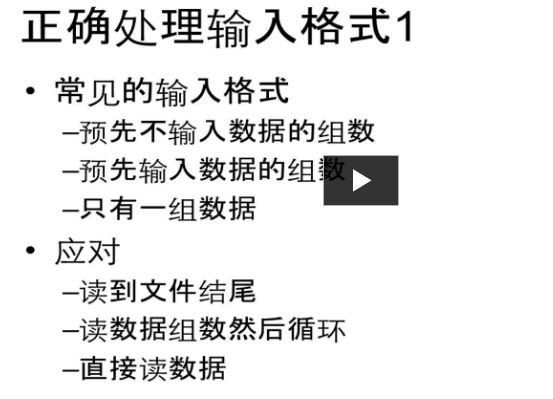 正确处理输入格式1
• 常见的输入格式
–预先不输入数据的组数
–预先输入数据的组数
–只有一组数据
• 应对
–读到文件结尾
–读数据组数然后循环
–直接读数据